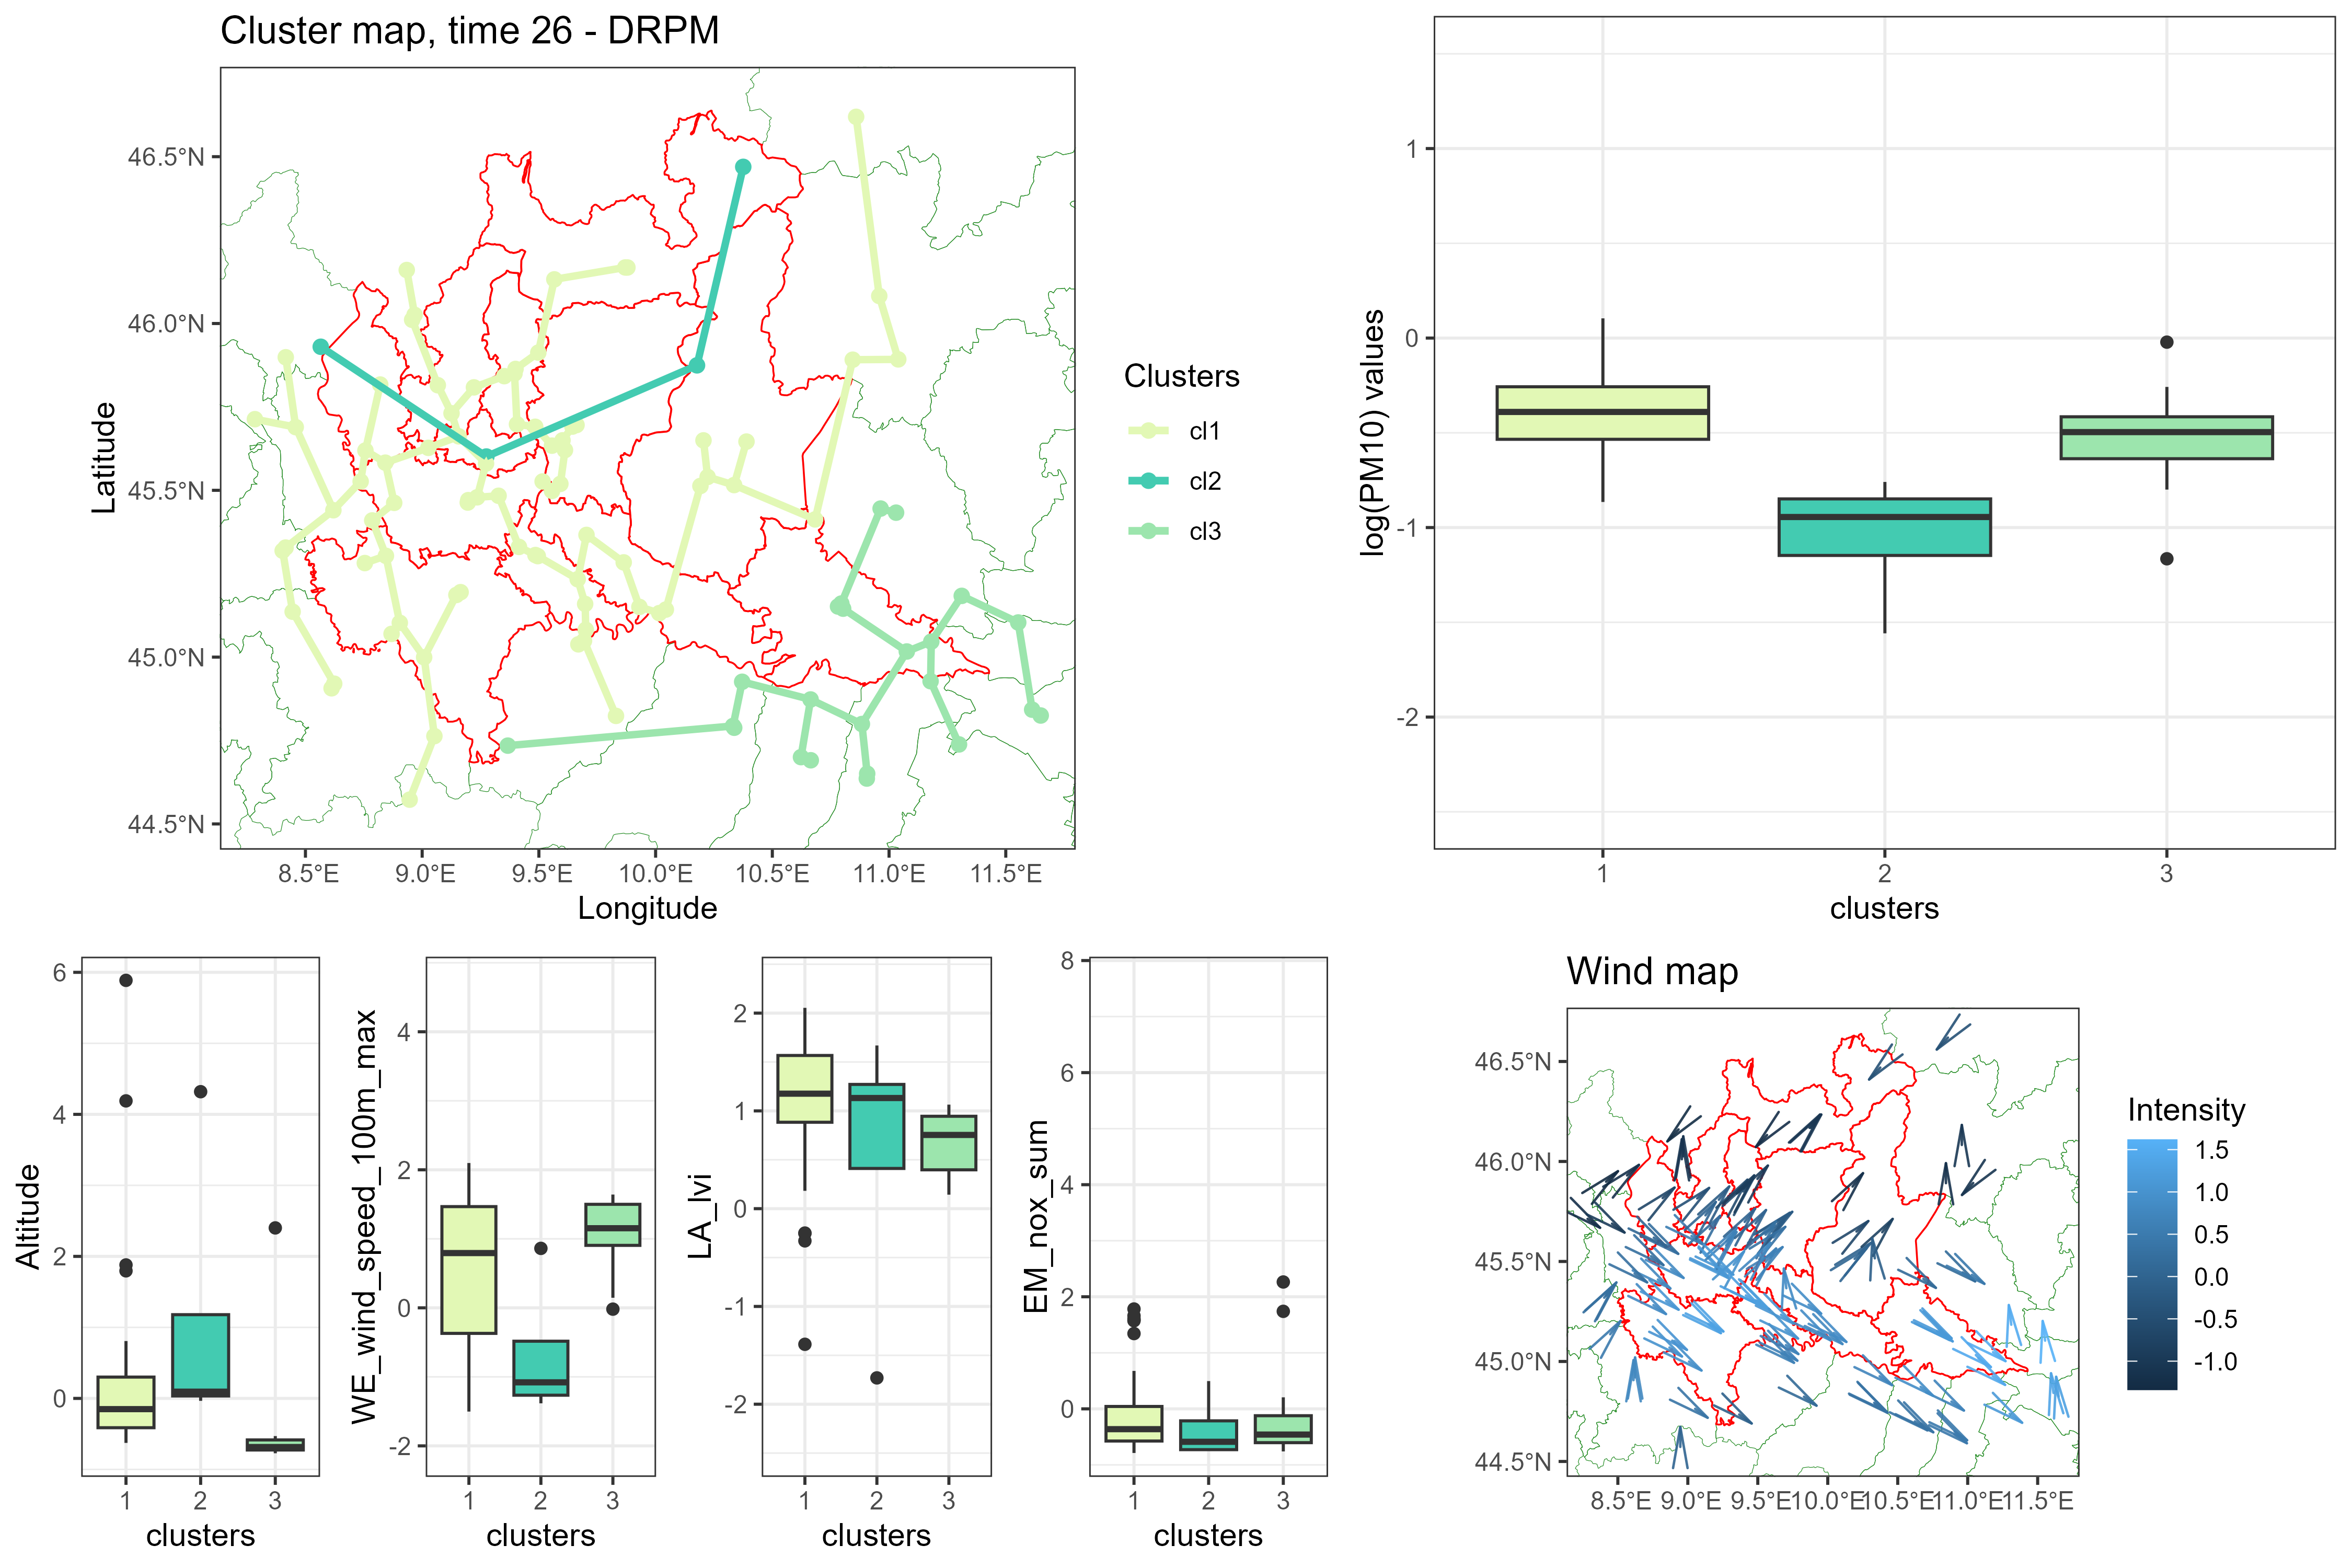 Cluster map, time 26 - DRPM
46.5°N
46.0°N
45.5°N
45.0°N
44.5°N
Latitude
8.5°E 9.0°E 9.5°E 10.0°E 10.5°E 11.0°E 11.5°E
Longitude
Clusters
cl1
cl2
cl3
log(PM10) values
1
0
-1
-2
1 2 3
clusters
Altitude
6
4
2
0
1 2 3
clusters
WE_wind_speed_100m_max
4
2
0
-2
1 2 3
clusters
LA_lvi
2
1
0
-1
-2
1 2 3
clusters
EM_nox_sum
8
6
4
2
0
1 2 3
clusters
Wind map
46.5°N
46.0°N
45.5°N
45.0°N
44.5°N
8.5°E 9.0°E 9.5°E 10.0°E 10.5°E 11.0°E 11.5°E
Intensity
1.5
1.0
0.5
0.0
-0.5
-1.0